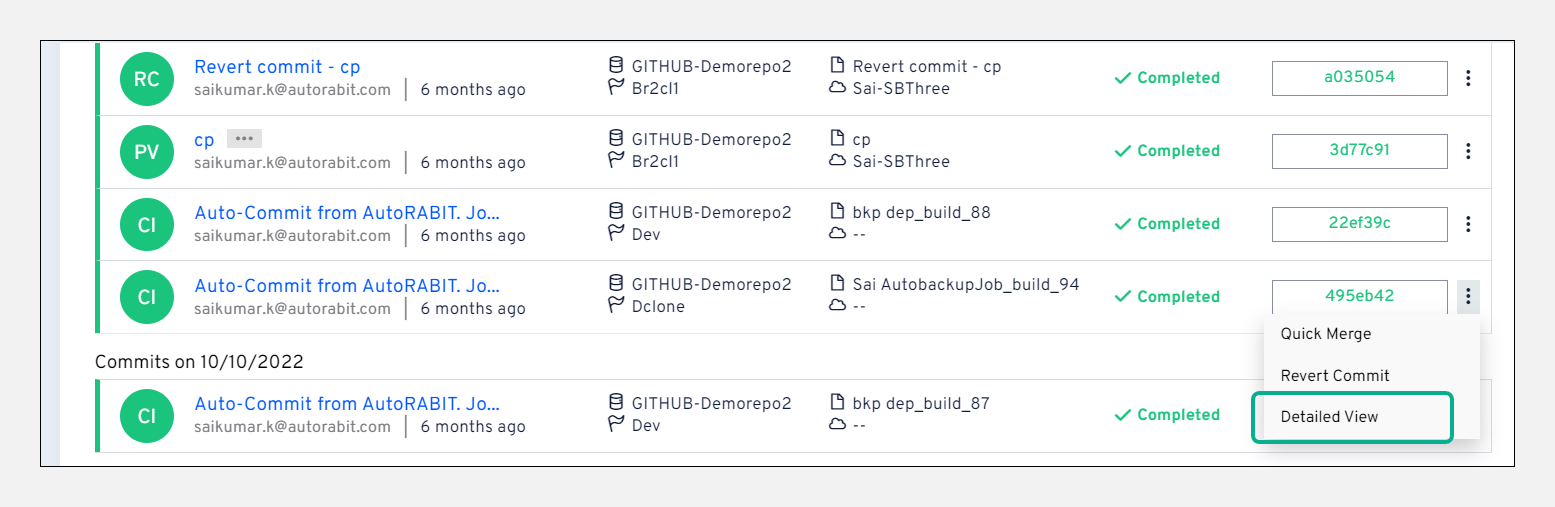 RC
Revert commit - cp
saikumar.k@autorabit.com | 6 months ago
GITHUB-Demorepo2
Br2cl1
Revert commit - cp
Sai-SBThree
Completed
a035054
PV
cp ...
saikumar.k@autorabit.com | 6 months ago
GITHUB-Demorepo2
Br2cl1
cp
Sai-SBThree
Completed
3d77c91
CI
Auto-Commit from AutoRABIT. Jo...
saikumar.k@autorabit.com | 6 months ago
GITHUB-Demorepo2
Dev
bkp dep_build_88
--
Completed
22ef39c
CI
Auto-Commit from AutoRABIT. Jo...
saikumar.k@autorabit.com | 6 months ago
GITHUB-Demorepo2
Dclone
Sai AutobackupJob_build_94
--
Completed
495eb42
Quick Merge
Revert Commit
Detailed View
Commits on 10/10/2022
CI
Auto-Commit from AutoRABIT. Jo...
saikumar.k@autorabit.com | 6 months ago
GITHUB-Demorepo2
Dev
bkp dep_build_87
--
Completed